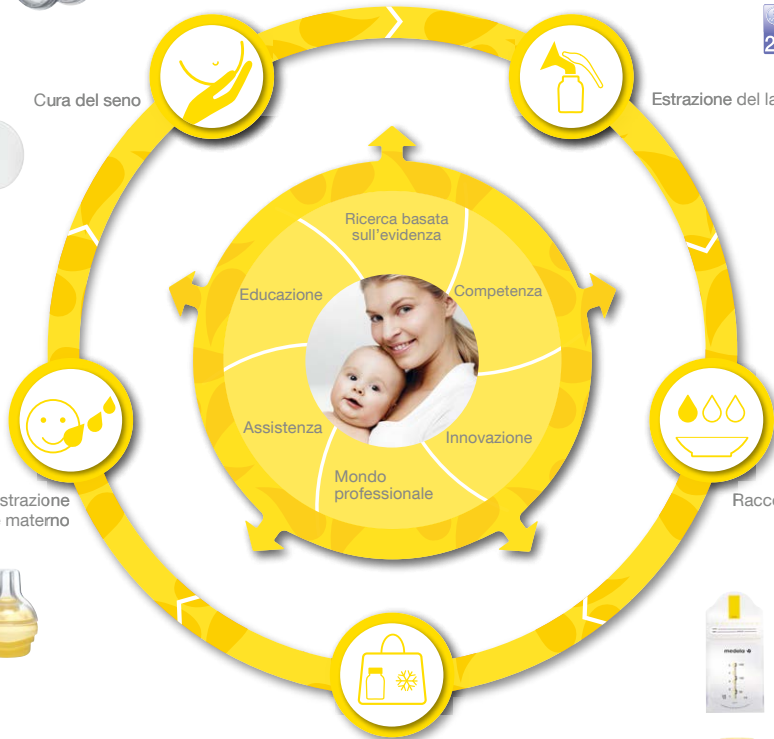 2
Cura del seno
Estrazione del la
Ricerca basata
sull'evidenza
Educazione
Competenza
Assistenza
Innovazione
Mondo
professionale
strazione
materno
Racco
medela